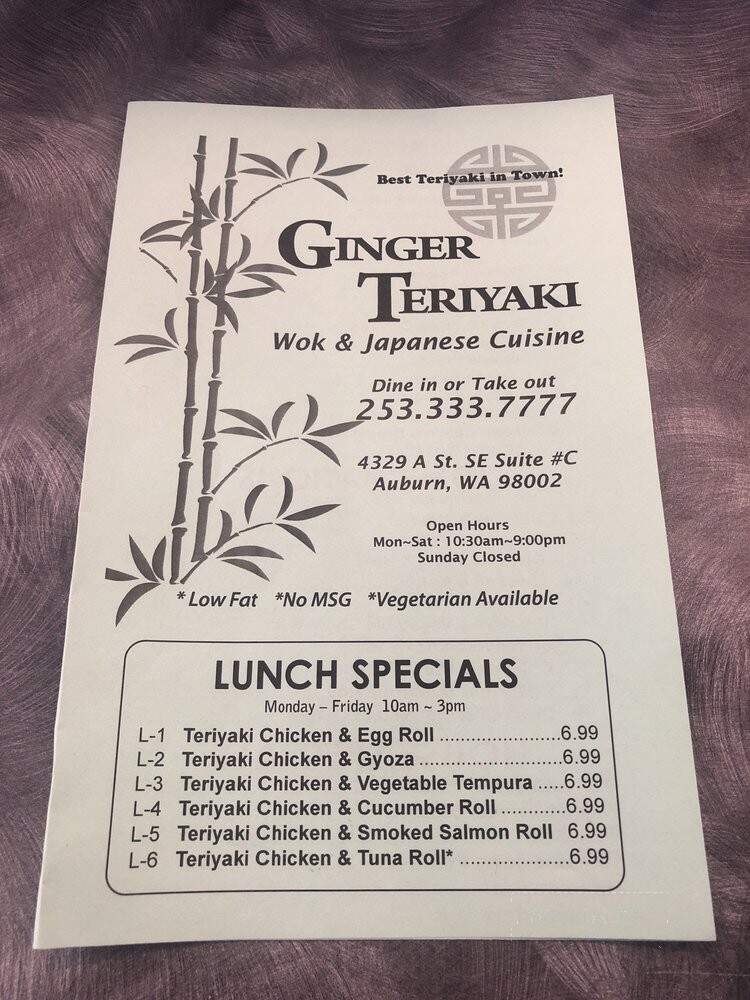 Best Teriyaki in Town!
GINGER
TERIYAKI
Wok & Japanese Cuisine
Dine in or Take out
253.333.7777
4329 A St. SE Suite #C
Auburn, WA 98002
Open Hours
Mon~Sat : 10:30am~9:00pm
Sunday Closed
* Low Fat *No MSG *Vegetarian Available
LUNCH SPECIALS
Monday – Friday 10am ~ 3pm
L-1 Teriyaki Chicken & Egg Roll ........................6.99
L-2 Teriyaki Chicken & Gyoza ........................6.99
L-3 Teriyaki Chicken & Vegetable Tempura .....6.99
L-4 Teriyaki Chicken & Cucumber Roll ...........6.99
L-5 Teriyaki Chicken & Smoked Salmon Roll 6.99
L-6 Teriyaki Chicken & Tuna Roll* ...................6.99